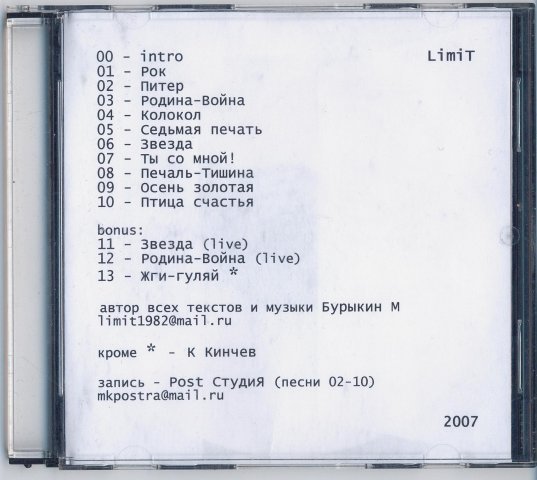 00 - intro
LimiT
01 - Рок
02 - Питер
03 - Родина-Война
04 - Колокол
05 - Седьмая печать
06 - Звезда
07 - Ты со мной!
08 - Печаль-Тишина
09 - Осень золотая
10 - Птица счастья
bonus:
11 - Звезда (live)
12 - Родина-Война (live)
13 - Жги-гуляй *
автор всех текстов и музыки Бурыкин М
limit1982@mail.ru
кроме * - К Кинчев
запись - Post СтудиЯ (песни 02-10)
mkpostra@mail.ru
2007